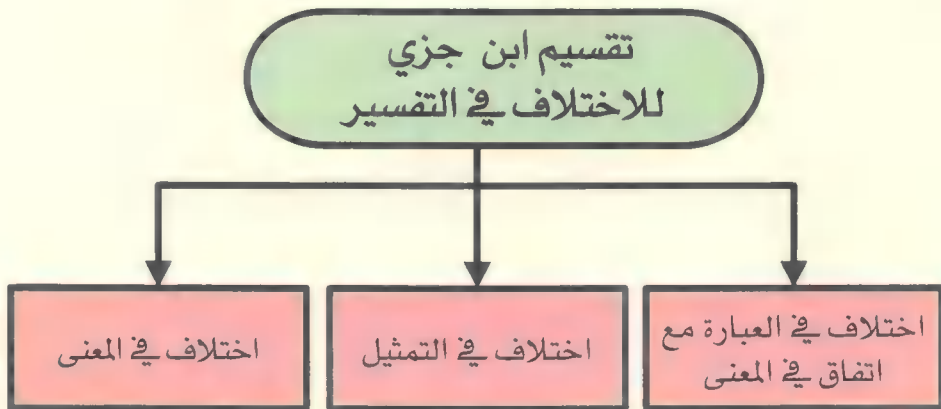 تقسيم ابن جزي
للاختلاف في التفسير
اختلاف في العبارة مع
اتفاق في المعنى
اختلاف في التمثيل
اختلاف في المعنى